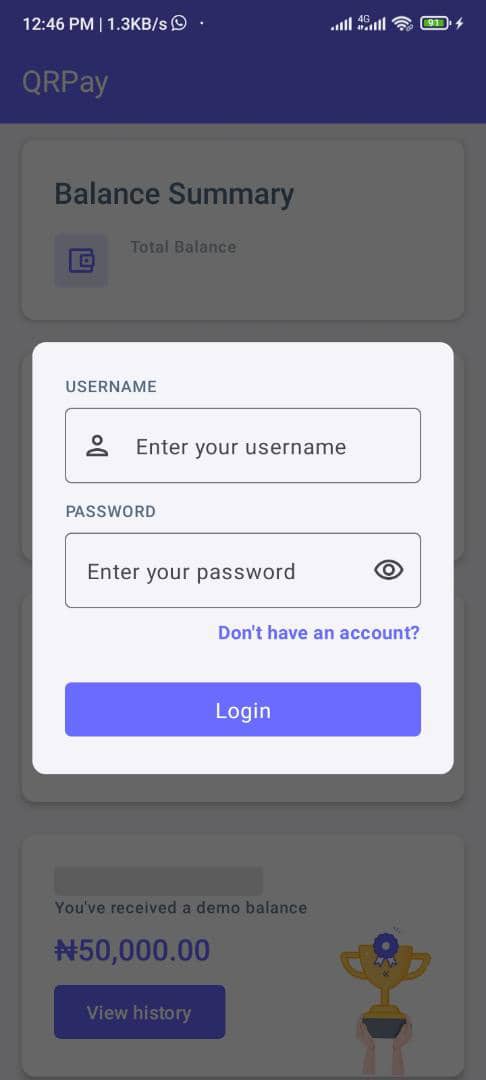 12:46 PM | 1.3KB/s
4G
91
QRPay
Balance Summary
Total Balance
USERNAME
Enter your username
PASSWORD
Enter your password
Don't have an account?
Login
You've received a demo balance
₦50,000.00
View history